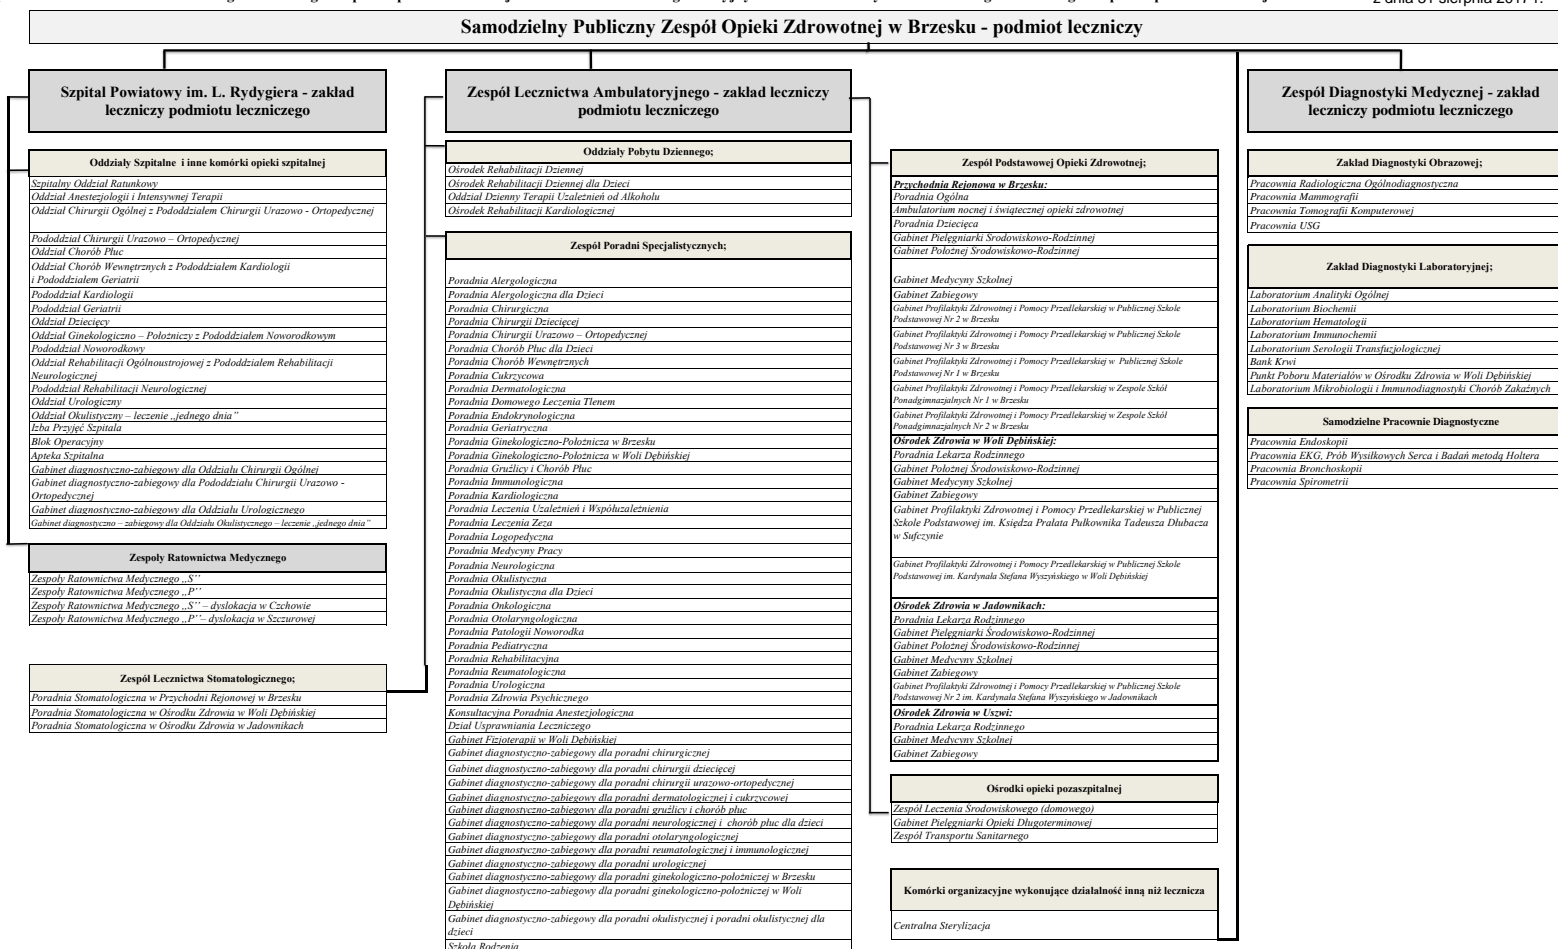 2 dnia 31 sierpnia 2017 r.
Samodzielny Publiczny Zespół Opieki Zdrowotnej w Brzesku - podmiot leczniczy
Szpital Powiatowy im. L. Rydygiera - zakład
leczniczy podmiotu leczniczego
Oddziały Szpitalne i inne komórki opieki szpitalnej
Szpitalny Oddział Ratunkowy
Oddział Anestezjologii i Intensywnej Terapii
Oddział Chirurgii Ogólnej z Pododdziałem Chirurgii Urazowo - Ortopedycznej
Pododdział Chirurgii Urazowo – Ortopedycznej
Oddział Chorób Płuc
Oddział Chorób Wewnętrznych z Pododdziałem Kardiologii
i Pododdziałem Geriatrii
Pododdział Kardiologii
Pododdział Geriatrii
Oddział Dziecięcy
Oddział Ginekologiczno – Położniczy z Pododdziałem Noworodkowym
Pododdział Noworodkowy
Oddział Rehabilitacji Ogólnoustrojowej z Pododdziałem Rehabilitacji
Neurologicznej
Pododdział Rehabilitacji Neurologicznej
Oddział Urologiczny
Oddział Okulistyczny – leczenie ,,jednego dnia”
Izba Przyjęć Szpitala
Blok Operacyjny
Apteka Szpitalna
Gabinet diagnostyczno-zabiegowy dla Oddziału Chirurgii Ogólnej
Gabinet diagnostyczno-zabiegowy dla Pododdziału Chirurgii Urazowo -
Ortopedycznej
Gabinet diagnostyczno-zabiegowy dla Oddziału Urologicznego
Gabinet diagnostyczno – zabiegowy dla Oddziału Okulistycznego – leczenie ,,jednego dnia”
Zespoły Ratownictwa Medycznego
Zespoły Ratownictwa Medycznego ,,S’’
Zespoły Ratownictwa Medycznego ,,P’’
Zespoły Ratownictwa Medycznego ,,S’’ – dyslokacja w Czchowie
Zespoły Ratownictwa Medycznego ,,P’’– dyslokacja w Szczurowej
Zespół Lecznictwa Stomatologicznego;
Poradnia Stomatologiczna w Przychodni Rejonowej w Brzesku
Poradnia Stomatologiczna w Ośrodku Zdrowia w Woli Dębińskiej
Poradnia Stomatologiczna w Ośrodku Zdrowia w Jadownikach
Zespół Lecznictwa Ambulatoryjnego - zakład leczniczy
podmiotu leczniczego
Oddziały Pobytu Dziennego;
Ośrodek Rehabilitacji Dziennej
Ośrodek Rehabilitacji Dziennej dla Dzieci
Oddział Dzienny Terapii Uzależnień od Alkoholu
Ośrodek Rehabilitacji Kardiologicznej
Zespół Poradni Specjalistycznych;
Poradnia Alergologiczna
Poradnia Alergologiczna dla Dzieci
Poradnia Chirurgiczna
Poradnia Chirurgii Dziecięcej
Poradnia Chirurgii Urazowo – Ortopedycznej
Poradnia Chorób Płuc dla Dzieci
Poradnia Chorób Wewnętrznych
Poradnia Cukrzycowa
Poradnia Dermatologiczna
Poradnia Domowego Leczenia Tlenem
Poradnia Endokrynologiczna
Poradnia Geriatryczna
Poradnia Ginekologiczno-Położnicza w Brzesku
Poradnia Ginekologiczno-Położnicza w Woli Dębińskiej
Poradnia Gruźlicy i Chorób Płuc
Poradnia Immunologiczna
Poradnia Kardiologiczna
Poradnia Leczenia Uzależnień i Współuzależnienia
Poradnia Leczenia Zeza
Poradnia Logopedyczna
Poradnia Medycyny Pracy
Poradnia Neurologiczna
Poradnia Okulistyczna
Poradnia Okulistyczna dla Dzieci
Poradnia Onkologiczna
Poradnia Otolaryngologiczna
Poradnia Patologii Noworodka
Poradnia Pediatryczna
Poradnia Rehabilitacyjna
Poradnia Reumatologiczna
Poradnia Urologiczna
Poradnia Zdrowia Psychicznego
Konsultacyjna Poradnia Anestezjologiczna
Dział Usprawniania Leczniczego
Gabinet Fizjoterapii w Woli Dębińskiej
Gabinet diagnostyczno-zabiegowy dla poradni chirurgicznej
Gabinet diagnostyczno-zabiegowy dla poradni chirurgii dziecięcej
Gabinet diagnostyczno-zabiegowy dla poradni chirurgii urazowo-ortopedycznej
Gabinet diagnostyczno-zabiegowy dla poradni dermatologicznej i cukrzycowej
Gabinet diagnostyczno-zabiegowy dla poradni gruźlicy i chorób płuc
Gabinet diagnostyczno-zabiegowy dla poradni neurologicznej i chorób płuc dla dzieci
Gabinet diagnostyczno-zabiegowy dla poradni otolaryngologicznej
Gabinet diagnostyczno-zabiegowy dla poradni reumatologicznej i immunologicznej
Gabinet diagnostyczno-zabiegowy dla poradni urologicznej
Gabinet diagnostyczno-zabiegowy dla poradni ginekologiczno-położniczej w Brzesku
Gabinet diagnostyczno-zabiegowy dla poradni ginekologiczno-położniczej w Woli
Dębińskiej
Gabinet diagnostyczno-zabiegowy dla poradni okulistycznej i poradni okulistycznej dla
dzieci
Szkoła Rodzenia
Zespół Podstawowej Opieki Zdrowotnej;
Przychodnia Rejonowa w Brzesku:
Poradnia Ogólna
Ambulatorium nocnej i świątecznej opieki zdrowotnej
Poradnia Dziecięca
Gabinet Pielęgniarki Środowiskowo-Rodzinnej
Gabinet Położnej Środowiskowo-Rodzinnej
Gabinet Medycyny Szkolnej
Gabinet Zabiegowy
Gabinet Profilaktyki Zdrowotnej i Pomocy Przedlekarskiej w Publicznej Szkole
Podstawowej Nr 2 w Brzesku
Gabinet Profilaktyki Zdrowotnej i Pomocy Przedlekarskiej w Publicznej Szkole
Podstawowej Nr 3 w Brzesku
Gabinet Profilaktyki Zdrowotnej i Pomocy Przedlekarskiej w Publicznej Szkole
Podstawowej Nr 1 w Brzesku
Gabinet Profilaktyki Zdrowotnej i Pomocy Przedlekarskiej w Zespole Szkół
Ponadgimnazjalnych Nr 1 w Brzesku
Gabinet Profilaktyki Zdrowotnej i Pomocy Przedlekarskiej w Zespole Szkół
Ponadgimnazjalnych Nr 2 w Brzesku
Ośrodek Zdrowia w Woli Dębińskiej:
Poradnia Lekarza Rodzinnego
Gabinet Położnej Środowiskowo-Rodzinnej
Gabinet Medycyny Szkolnej
Gabinet Zabiegowy
Gabinet Profilaktyki Zdrowotnej i Pomocy Przedlekarskiej w Publicznej
Szkole Podstawowej im. Księdza Prałata Pułkownika Tadeusza Dłubacza
w Sufczynie
Gabinet Profilaktyki Zdrowotnej i Pomocy Przedlekarskiej w Publicznej Szkole
Podstawowej im. Kardynała Stefana Wyszyńskiego w Woli Dębińskiej
Ośrodek Zdrowia w Jadownikach:
Poradnia Lekarza Rodzinnego
Gabinet Pielęgniarki Środowiskowo-Rodzinnej
Gabinet Położnej Środowiskowo-Rodzinnej
Gabinet Medycyny Szkolnej
Gabinet Zabiegowy
Gabinet Profilaktyki Zdrowotnej i Pomocy Przedlekarskiej w Publicznej Szkole
Podstawowej Nr 2 im. Kardynała Stefana Wyszyńskiego w Jadownikach
Ośrodek Zdrowia w Uszwi:
Poradnia Lekarza Rodzinnego
Gabinet Medycyny Szkolnej
Gabinet Zabiegowy
Ośrodki opieki pozaszpitalnej
Zespół Leczenia Środowiskowego (domowego)
Gabinet Pielęgniarki Opieki Długoterminowej
Zespół Transportu Sanitarnego
Komórki organizacyjne wykonujące działalność inną niż lecznicza
Centralna Sterylizacja
Zespół Diagnostyki Medycznej - zakład
leczniczy podmiotu leczniczego
Zakład Diagnostyki Obrazowej;
Pracownia Radiologiczna Ogólnodiagnostyczna
Pracownia Mammografii
Pracownia Tomografii Komputerowej
Pracownia USG
Zakład Diagnostyki Laboratoryjnej;
Laboratorium Analityki Ogólnej
Laboratorium Biochemii
Laboratorium Hematologii
Laboratorium Immunochemii
Laboratorium Serologii Transfuzjologicznej
Bank Krwi
Punkt Poboru Materiałów w Ośrodku Zdrowia w Woli Dębińskiej
Laboratorium Mikrobiologii i Immunodiagnostyki Chorób Zakaźnych
Samodzielne Pracownie Diagnostyczne
Pracownia Endoskopii
Pracownia EKG, Prób Wysiłkowych Serca i Badań metodą Holtera
Pracownia Bronchoskopii
Pracownia Spirometrii